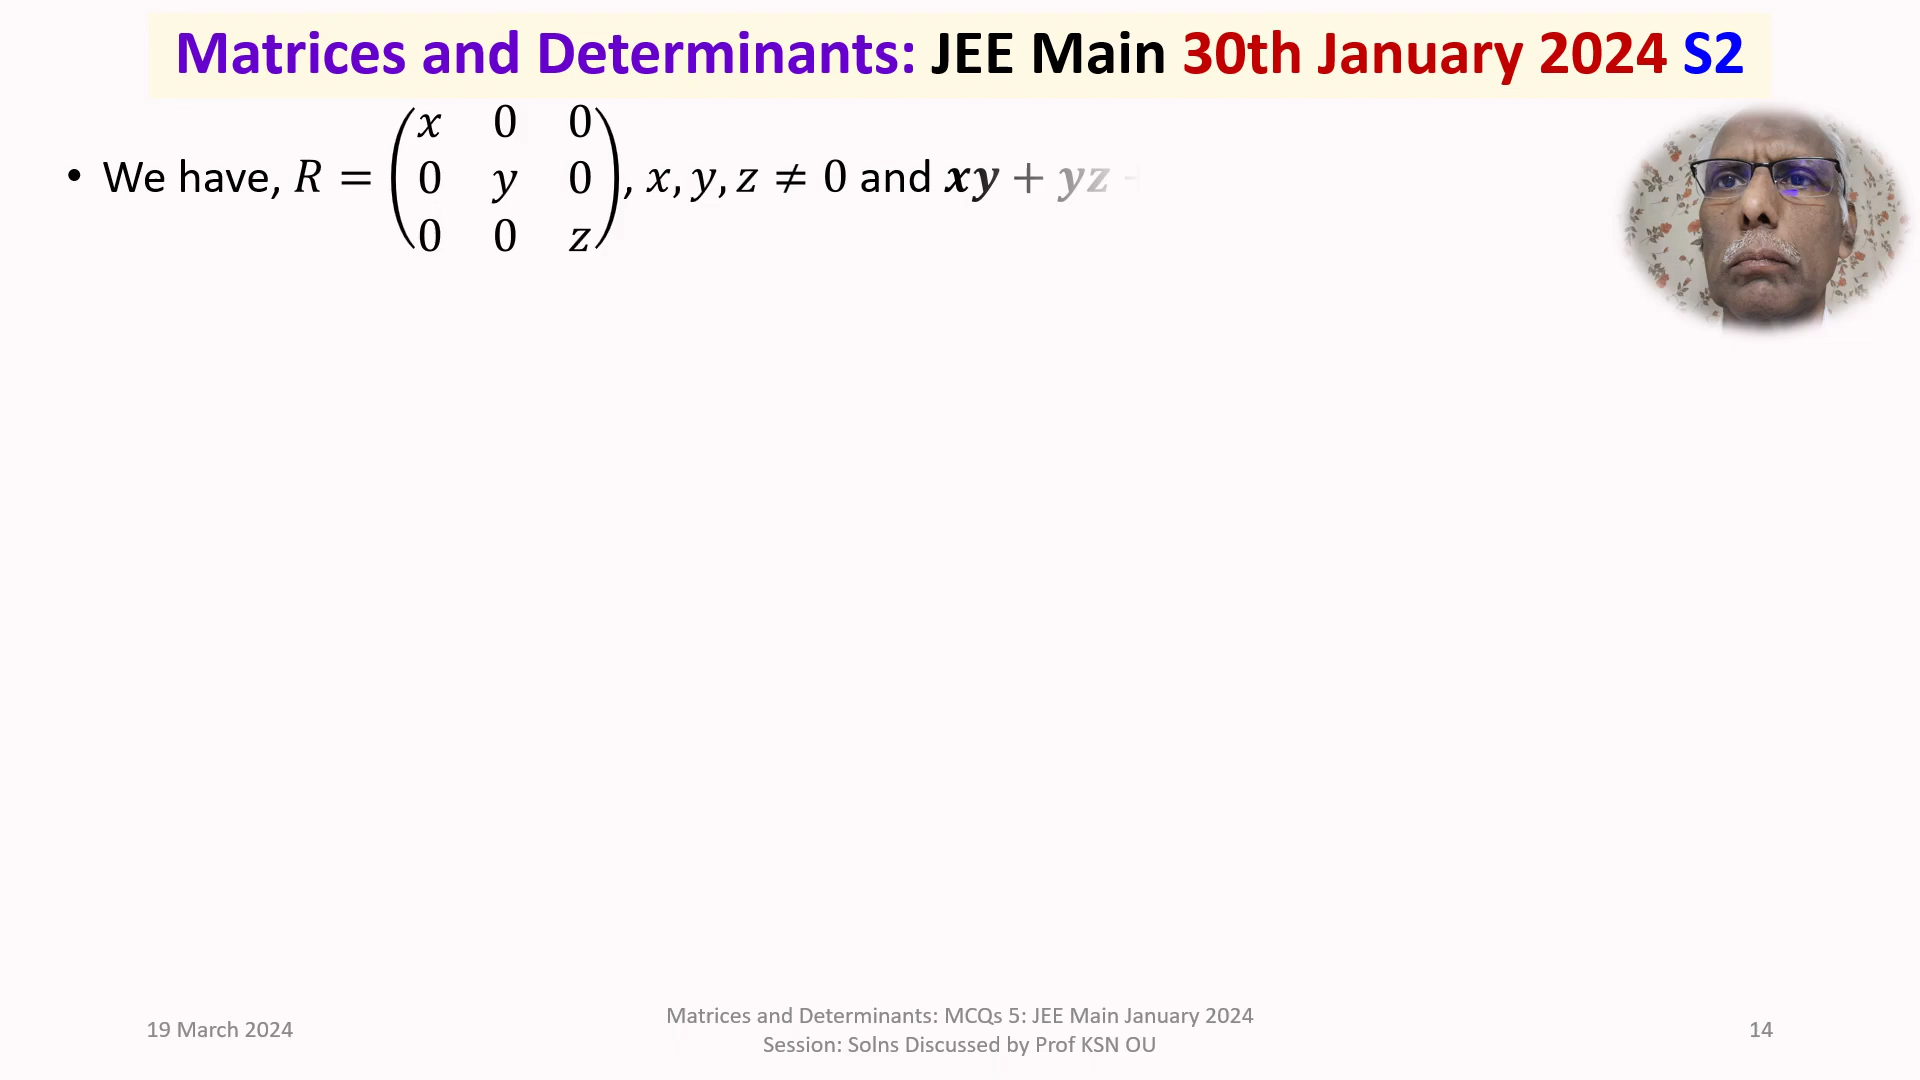 Matrices and Determinants: JEE Main 30th January 2024 S2
• We have, R = (x 0 0
0 y 0
0 0 z), x, y, z ≠ 0 and xy + yz
19 March 2024
Matrices and Determinants: MCQs 5: JEE Main January 2024
Session: Solns Discussed by Prof KSN OU
14